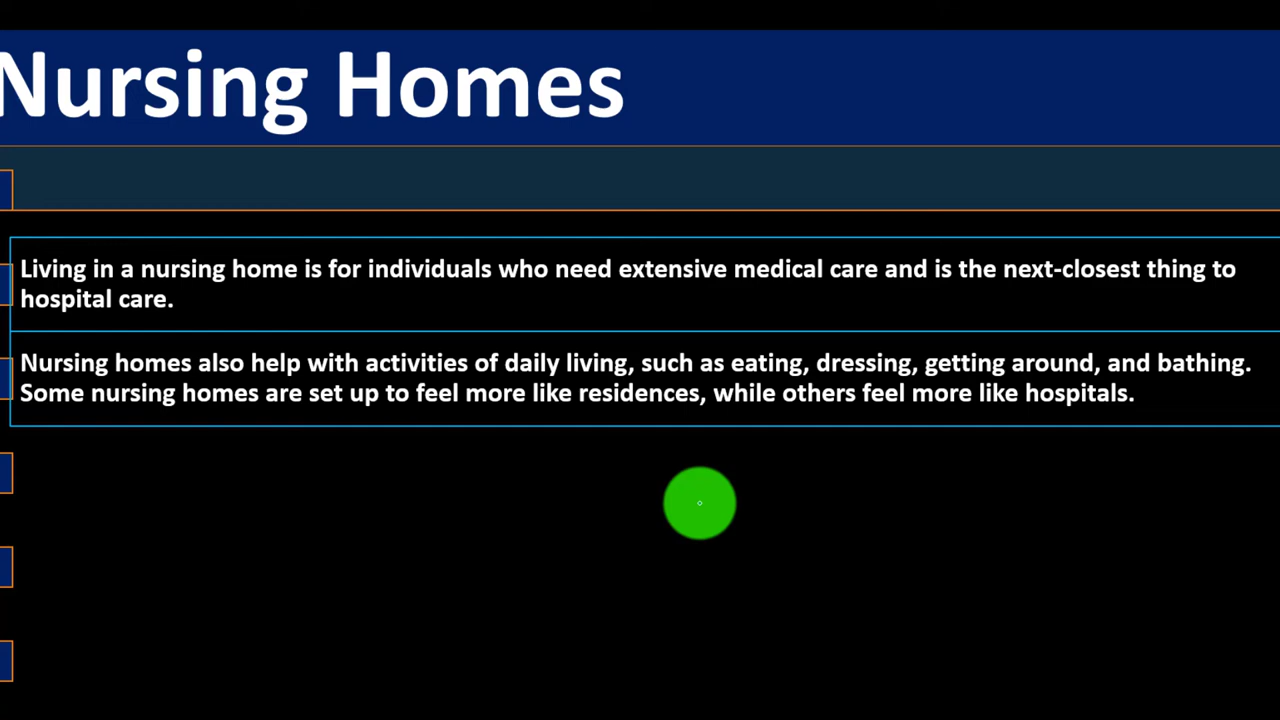 Nursing Homes
Living in a nursing home is for individuals who need extensive medical care and is the next-closest thing to
hospital care.
Nursing homes also help with activities of daily living, such as eating, dressing, getting around, and bathing.
Some nursing homes are set up to feel more like residences, while others feel more like hospitals.